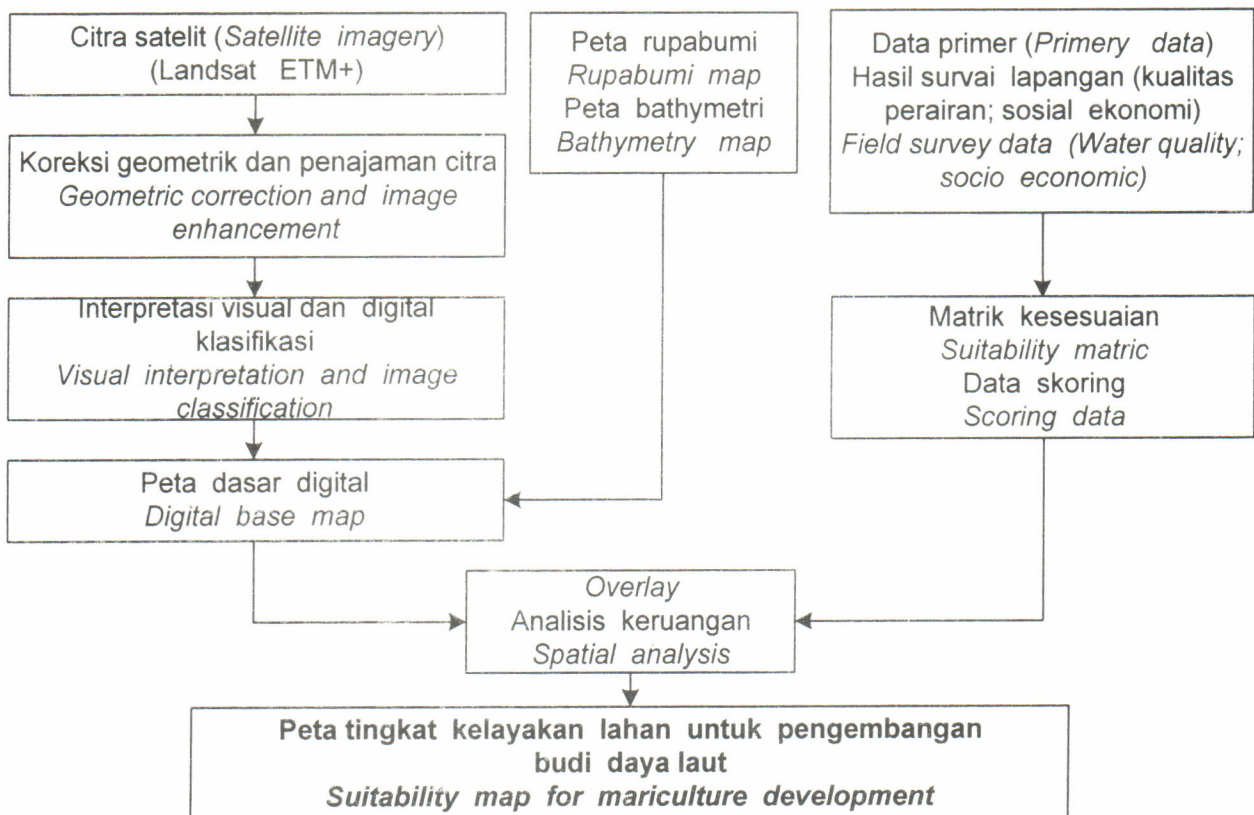 Citra satelit (Satellite imagery)
(Landsat ETM+)
Koreksi geometrik dan penajaman citra
Geometric correction and image
enhancement
Interpretasi visual dan digital
klasifikasi
Visual interpretation and image
classification
Peta dasar digital
Digital base map
Peta rupabumi
Rupabumi map
Peta bathymetri
Bathymetry map
Data primer (Primery data)
Hasil survai lapangan (kualitas
perairan; sosial ekonomi)
Field survey data (Water quality;
socio economic)
Matrik kesesuaian
Suitability matric
Data skoring
Scoring data
Overlay
Analisis keruangan
Spatial analysis
Peta tingkat kelayakan lahan untuk pengembangan
budi daya laut
Suitability map for mariculture development